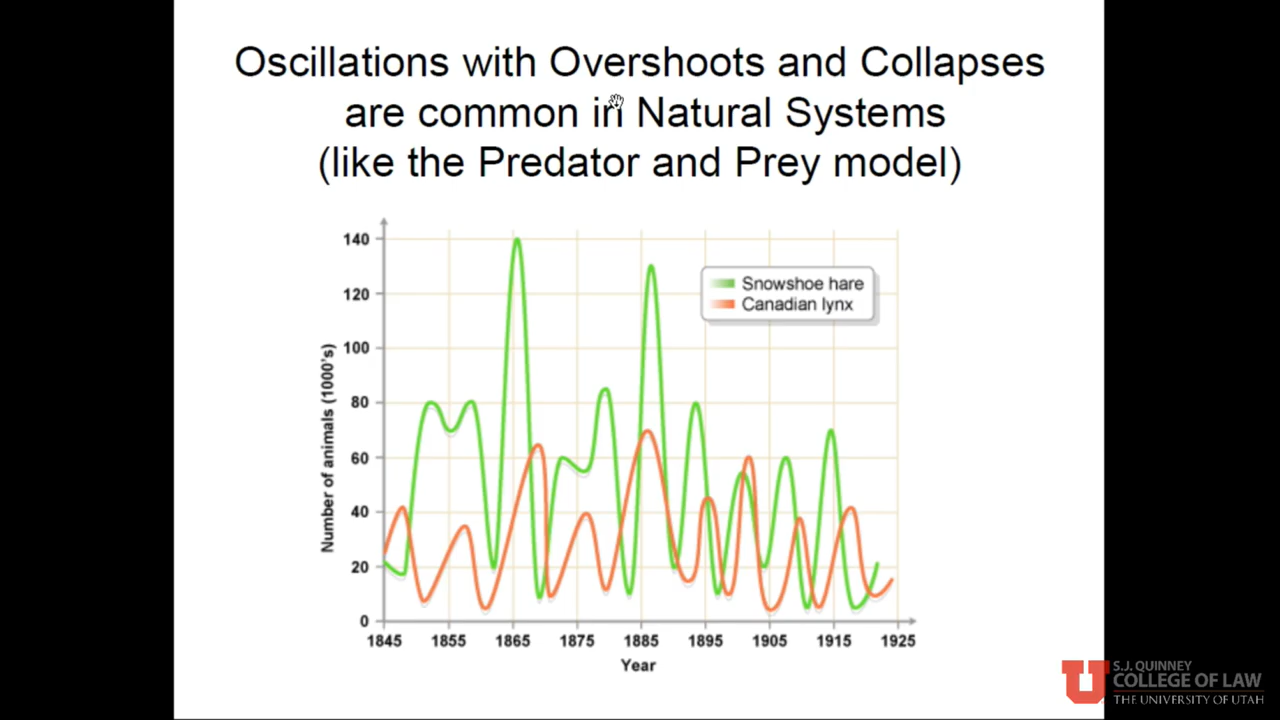 Oscillations with Overshoots and Collapses
are common in Natural Systems
(like the Predator and Prey model)
140
120
100
80
60
40
20
0
Number of animals (1000's)
Snowshoe hare
Canadian lynx
1845 1855 1865 1875 1885 1895 1905 1915 1925
Year
U
S.J. QUINNEY
COLLEGE OF LAW
THE UNIVERSITY OF UTAH